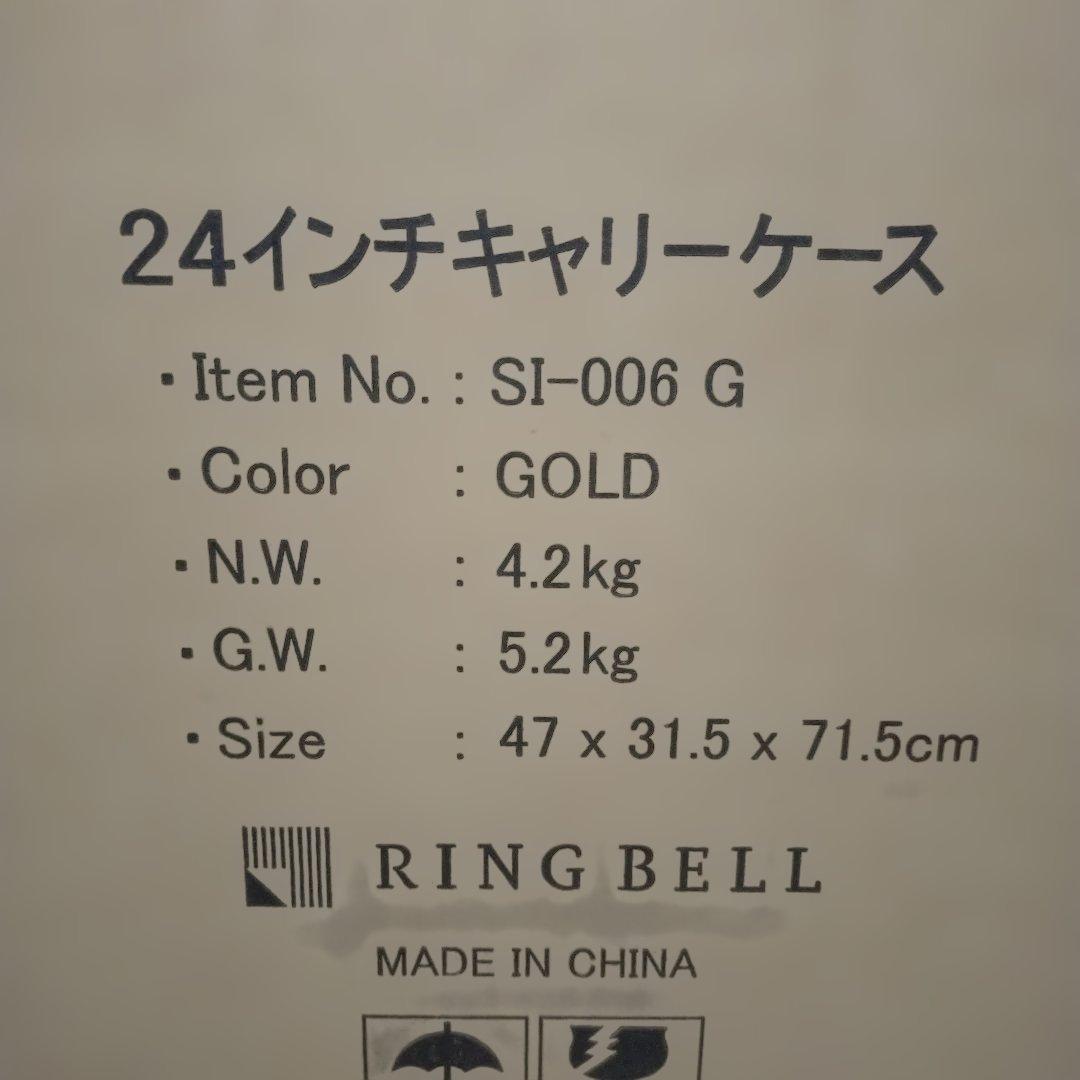 24インチキャリーケース
・Item No. : SI-006 G
・Color : GOLD
・N.W. : 4.2kg
・G.W. : 5.2kg
・Size : 47 x 31.5 x 71.5cm
RING BELL
MADE IN CHINA